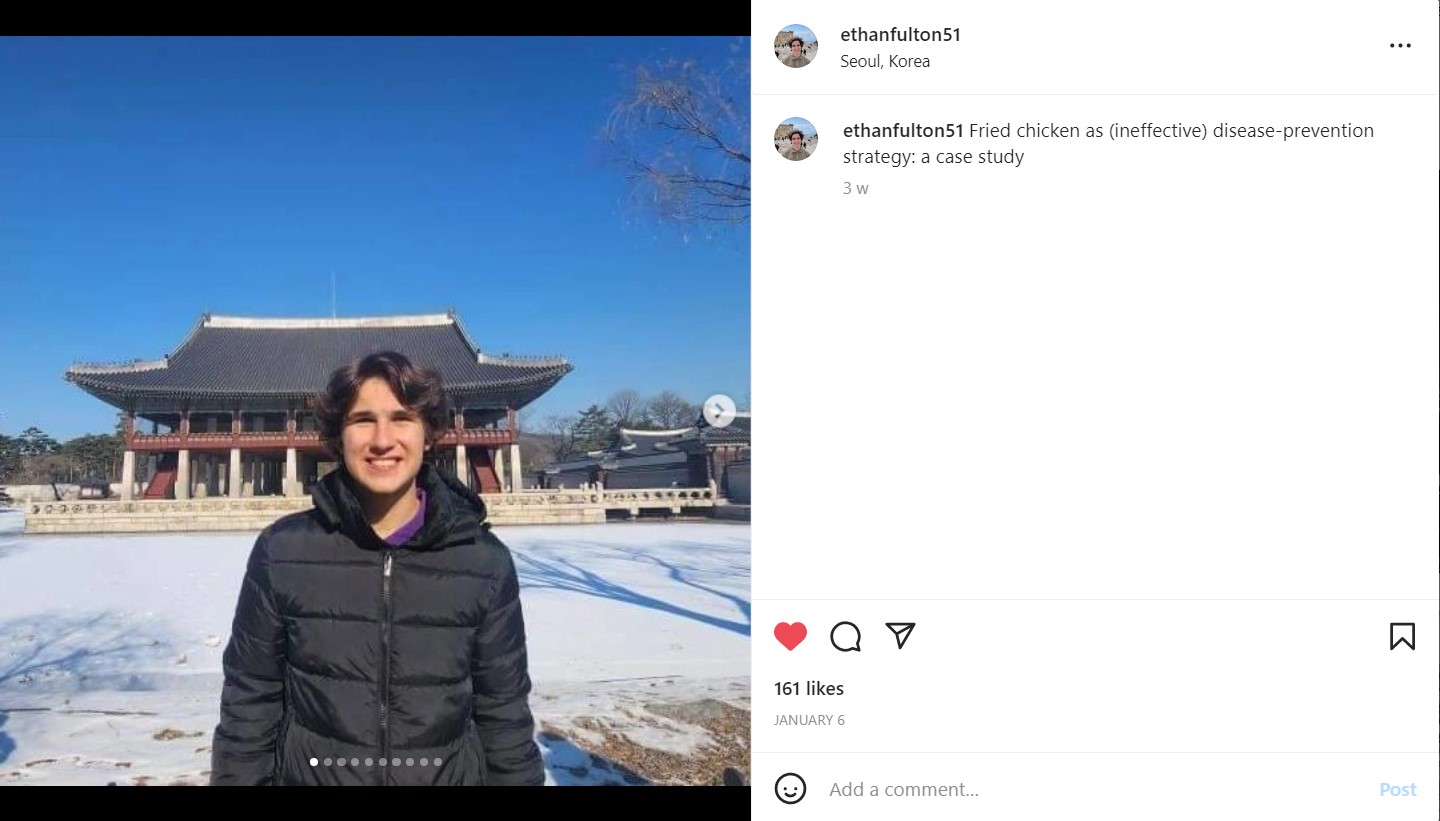 ethanfulton51
Seoul, Korea
ethanfulton51 Fried chicken as (ineffective) disease-prevention
strategy: a case study
3 w
161 likes
JANUARY 6
Add a comment...
Post